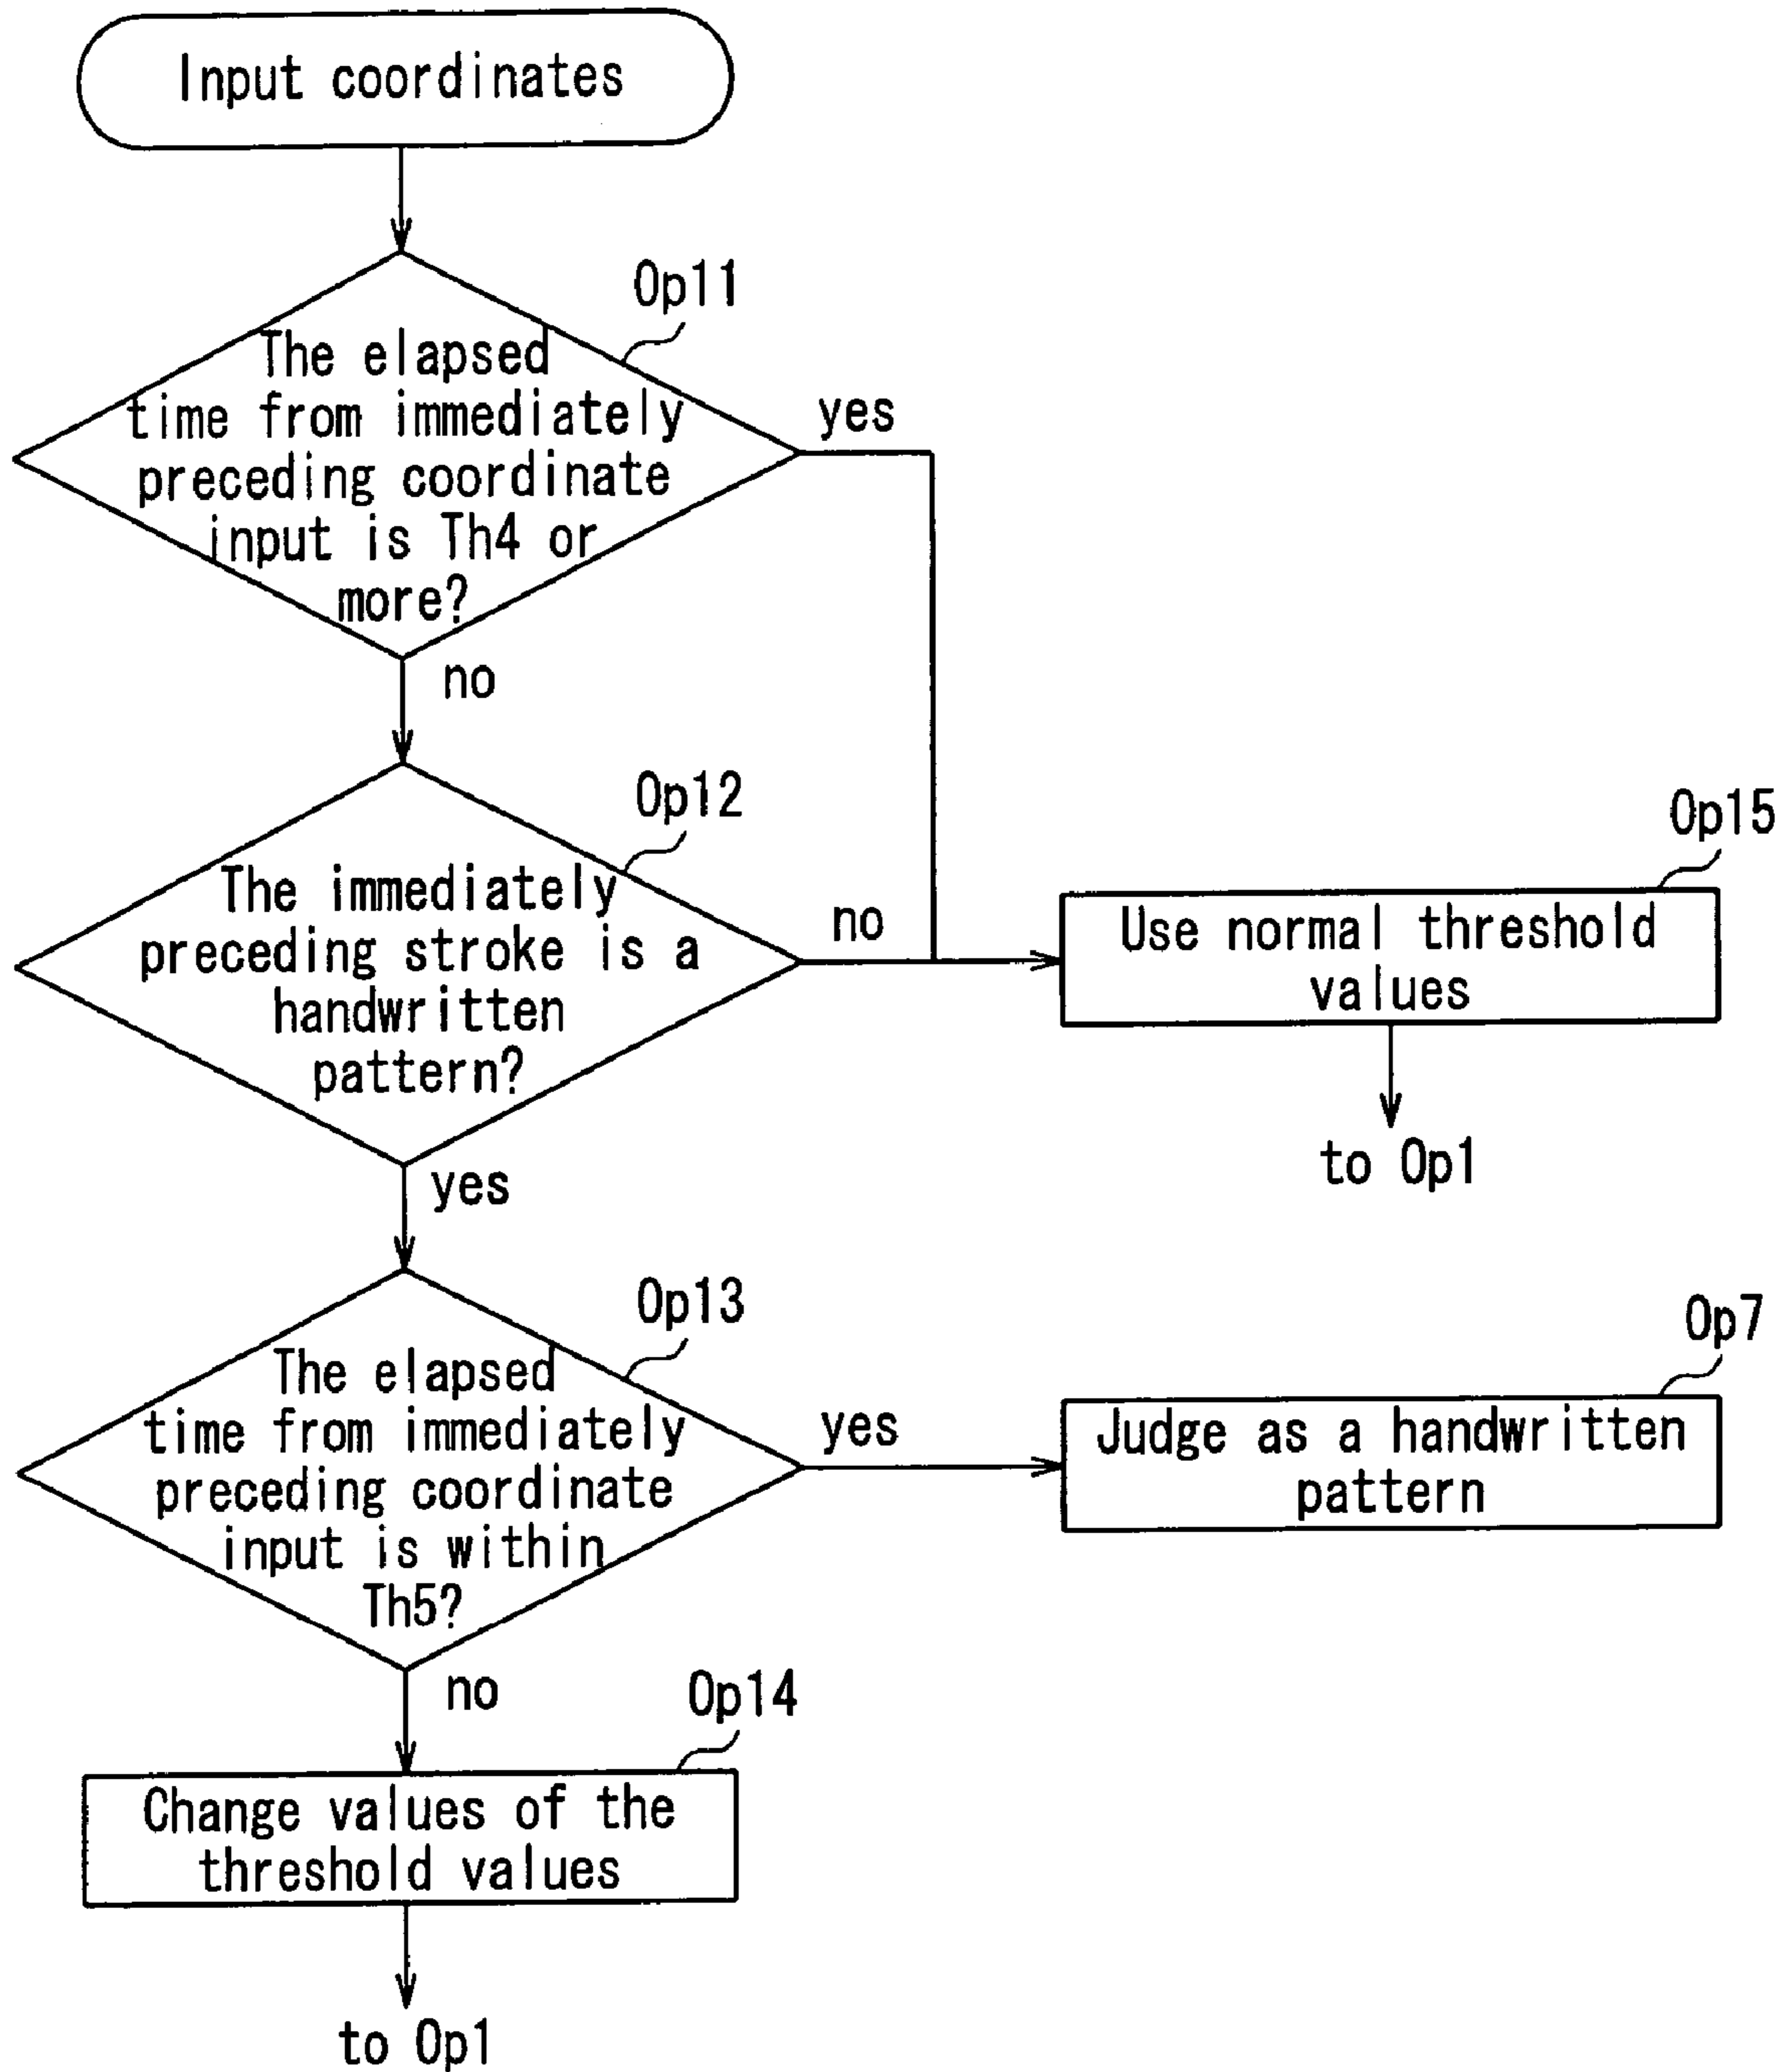 Input coordinates
Op11
The elapsed
time from immediately
preceding coordinate
input is Th4 or
more?
yes
no
Op12
The immediately
preceding stroke is a
handwritten
pattern?
no
yes
Op15
Use normal threshold
values
to Op1
Op13
The elapsed
time from immediately
preceding coordinate
input is within
Th5?
yes
no
Op7
Judge as a handwritten
pattern
Op14
Change values of the
threshold values
to Op1